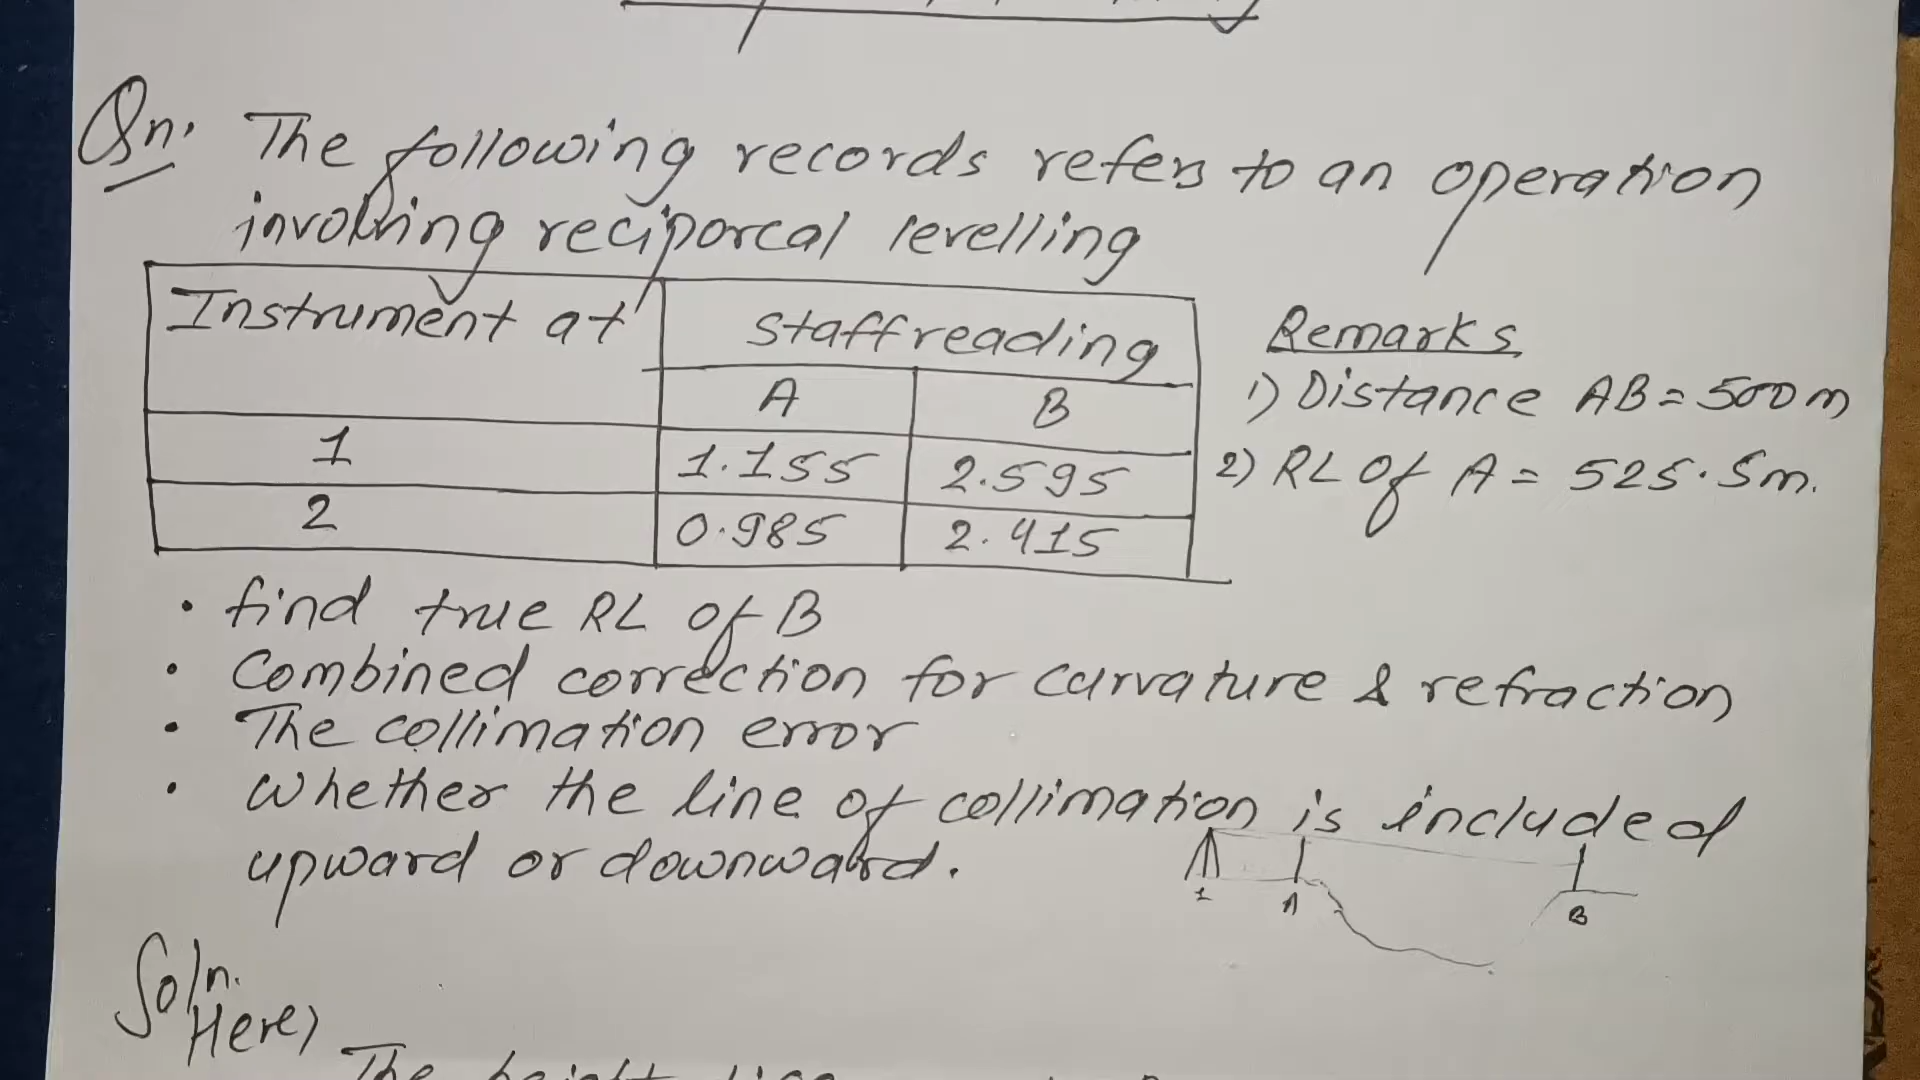 Qn. The following records refers to an operation
involving reciporcal levelling
Instrument at
Staff reading
A
B
1
1.155
2.595
2
0.985
2.415
Remarks
1) Distance AB = 500m
2) RL of A = 525.5m.
• find true RL of B
• Combined correction for curvature & refraction
• The collimation error
• Whether the line of collimation is included
upward or downward.
1
A
B
Soln.
Here,
The height